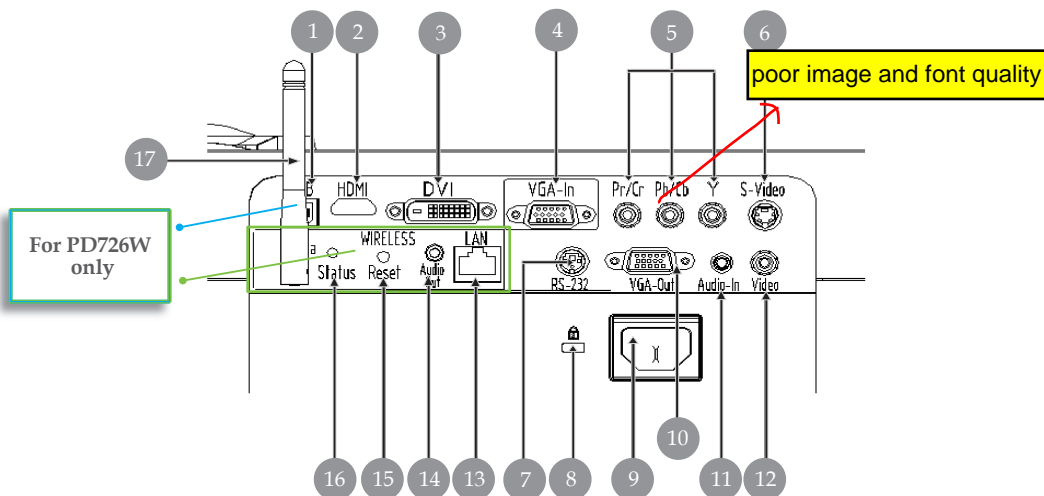 1 2 3 4 5 6
poor image and font quality
17
B HDMI DVI VGA-In Pr/Cr Pb/Cb Y S-Video
For PD726W
only
WIRELESS LAN
Status Reset Audio
RS-232 VGA-Out Audio-In Video
10
16 15 14 13 7 8 9 11 12